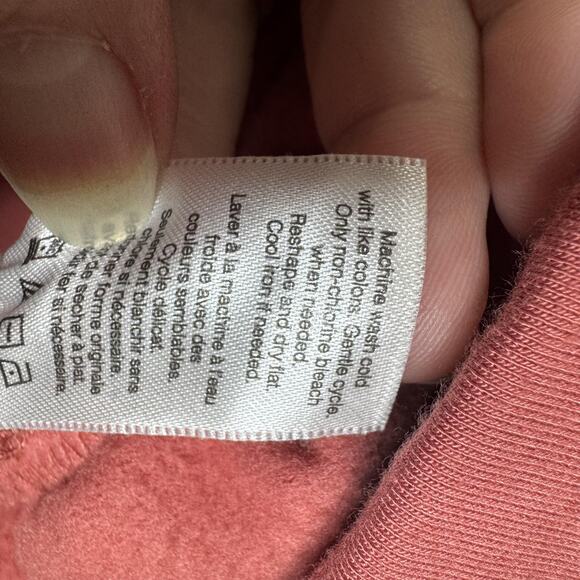 Machine wash cold
with like colors. Gentle cycle.
Only non-chlorine bleach
when needed.
Reshape and dry flat.
Cool iron if needed.
Laver à la machine à l'eau
froide avec des
couleurs semblables.
Cycle délicat.
Seulement blanchir sans
chlore si nécessaire.
forme originale
de sécher à plat.
fer si nécessaire.